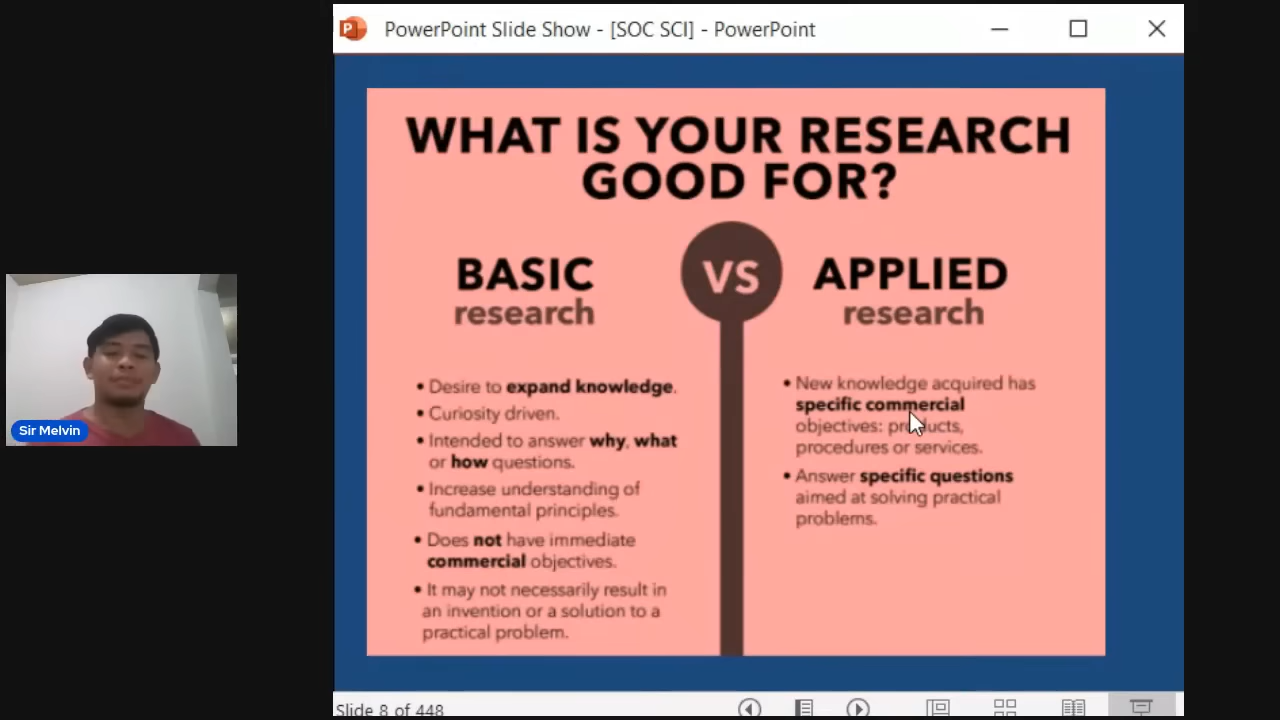 PowerPoint Slide Show - [SOC SCI] - PowerPoint
WHAT IS YOUR RESEARCH
GOOD FOR?
BASIC
research
VS
APPLIED
research
• Desire to expand knowledge.
• Curiosity driven.
• Intended to answer why, what
or how questions.
• Increase understanding of
fundamental principles.
• Does not have immediate
commercial objectives.
• It may not necessarily result in
an invention or a solution to a
practical problem.
• New knowledge acquired has
specific commercial
objectives: products,
procedures or services.
• Answer specific questions
aimed at solving practical
problems.
Sir Melvin
Slide 8 of 448